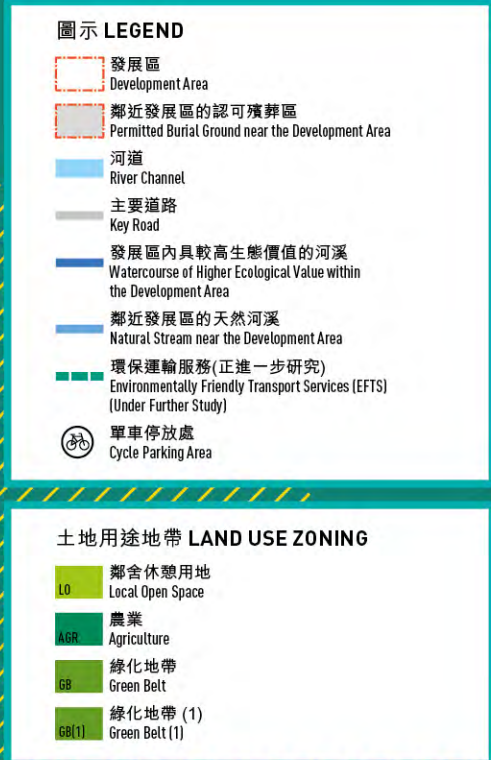 圖示 LEGEND
發展區
Development Area
鄰近發展區的認可殯葬區
Permitted Burial Ground near the Development Area
河道
River Channel
主要道路
Key Road
發展區內具較高生態價值的河溪
Watercourse of Higher Ecological Value within
the Development Area
鄰近發展區的天然河溪
Natural Stream near the Development Area
環保運輸服務(正進一步研究)
Environmentally Friendly Transport Services (EFTS)
(Under Further Study)
單車停放處
Cycle Parking Area
土地用途地帶 LAND USE ZONING
鄰舍休憩用地
LO Local Open Space
農業
AGR Agriculture
綠化地帶
GB Green Belt
綠化地帶 (1)
GB(1) Green Belt (1)